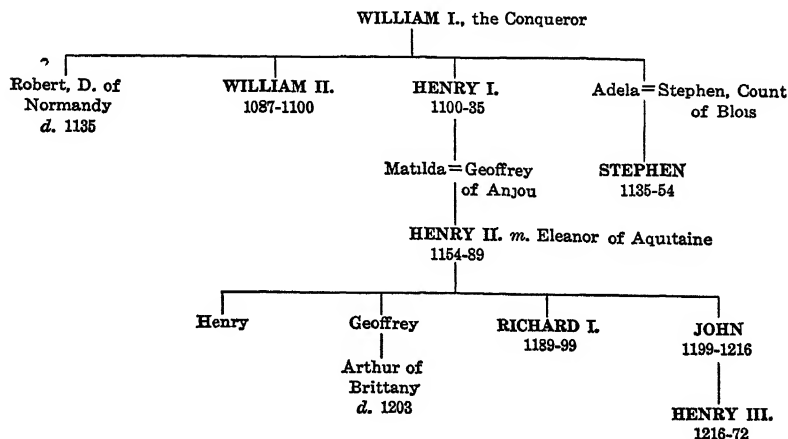 WILLIAM I., the Conqueror
?
Robert, D. of
Normandy
d. 1135
WILLIAM II.
1087-1100
HENRY I.
1100-35
Adela=Stephen, Count
of Blois
Matilda=Geoffrey
of Anjou
STEPHEN
1135-54
HENRY II. m. Eleanor of Aquitaine
1154-89
Henry
Geoffrey
RICHARD I.
1189-99
JOHN
1199-1216
Arthur of
Brittany
d. 1203
HENRY III.
1216-72